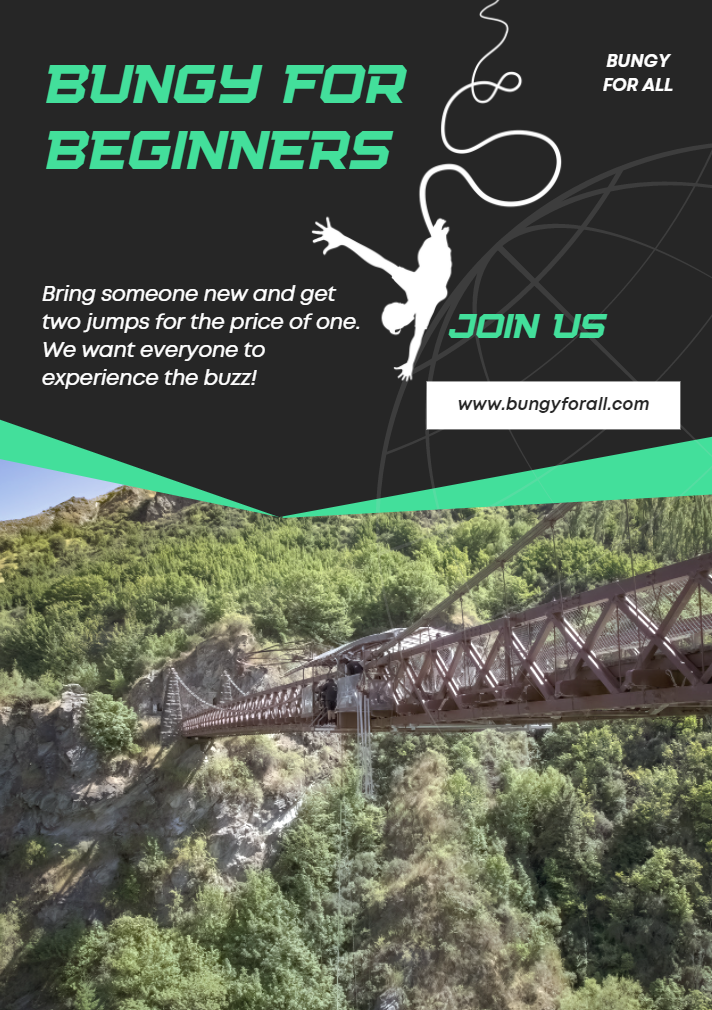 BUNGY FOR
BEGINNERS
BUNGY
FOR ALL
Bring someone new and get
two jumps for the price of one.
We want everyone to
experience the buzz!
JOIN US
www.bungyforall.com